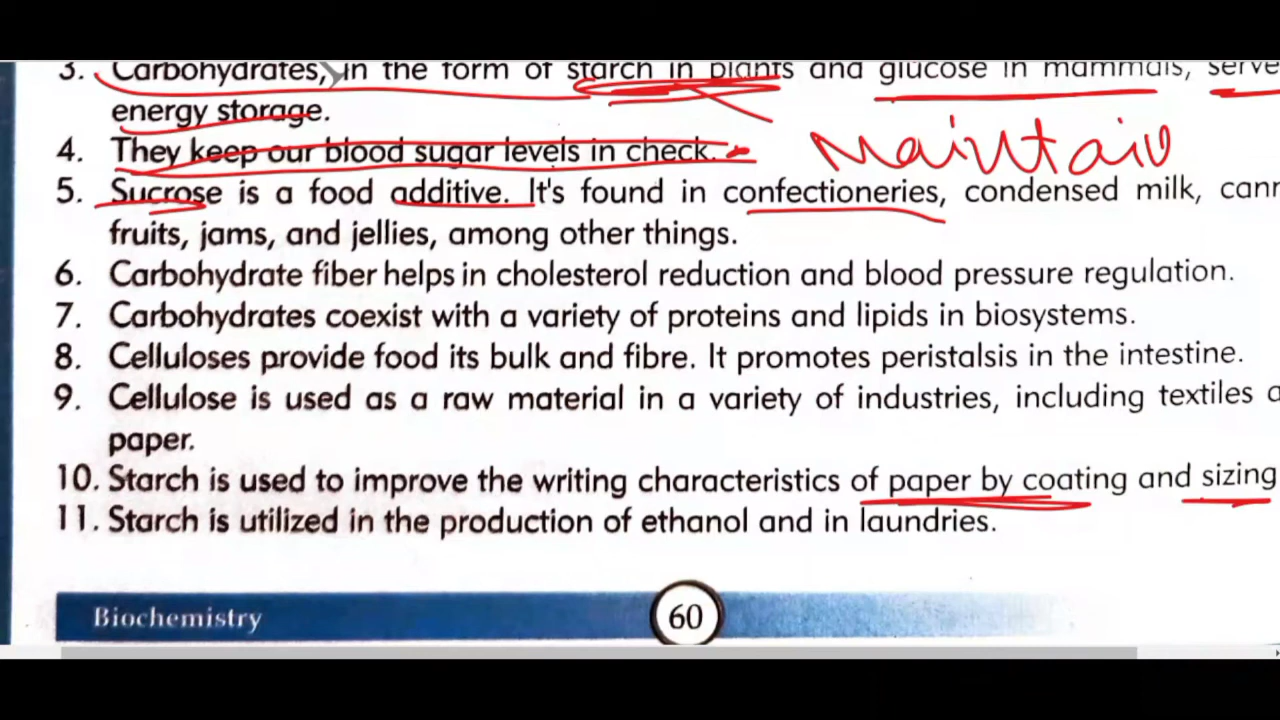 3. Carbohydrates, in the form of starch in plants and glucose in mammals, serve
energy storage.
4. They keep our blood sugar levels in check. Maintain
5. Sucrose is a food additive. It's found in confectioneries, condensed milk, cann
fruits, jams, and jellies, among other things.
6. Carbohydrate fiber helps in cholesterol reduction and blood pressure regulation.
7. Carbohydrates coexist with a variety of proteins and lipids in biosystems.
8. Celluloses provide food its bulk and fibre. It promotes peristalsis in the intestine.
9. Cellulose is used as a raw material in a variety of industries, including textiles a
paper.
10. Starch is used to improve the writing characteristics of paper by coating and sizing
11. Starch is utilized in the production of ethanol and in laundries.
Biochemistry 60